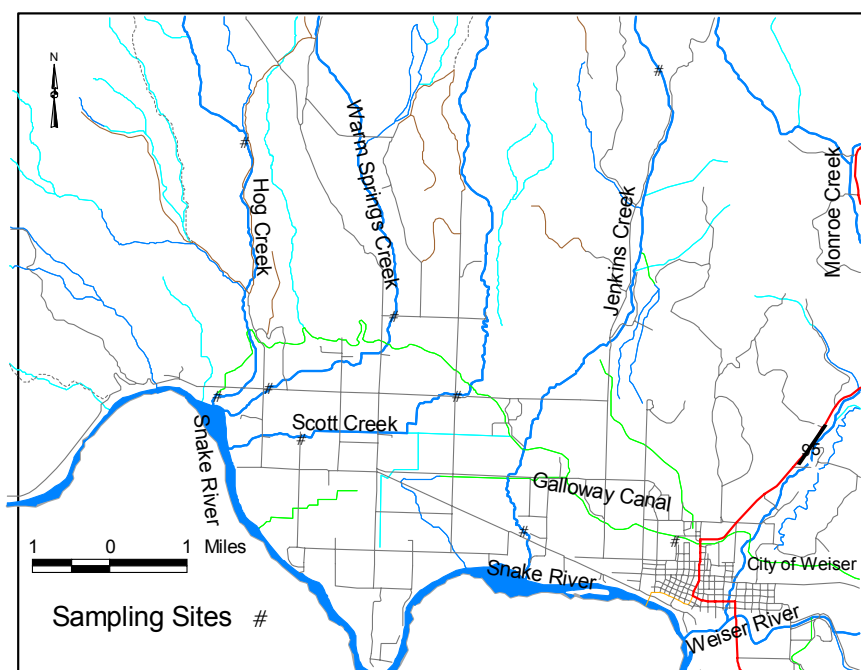 N
Warm Springs Creek
Hog Creek
Jenkins Creek
Monroe Creek
#
#
#
#
#
#
Scott Creek
#
Snake River
95
Galloway Canal
#
#
1 0 1 Miles
Snake River
City of Weiser
Sampling Sites #
Weiser River